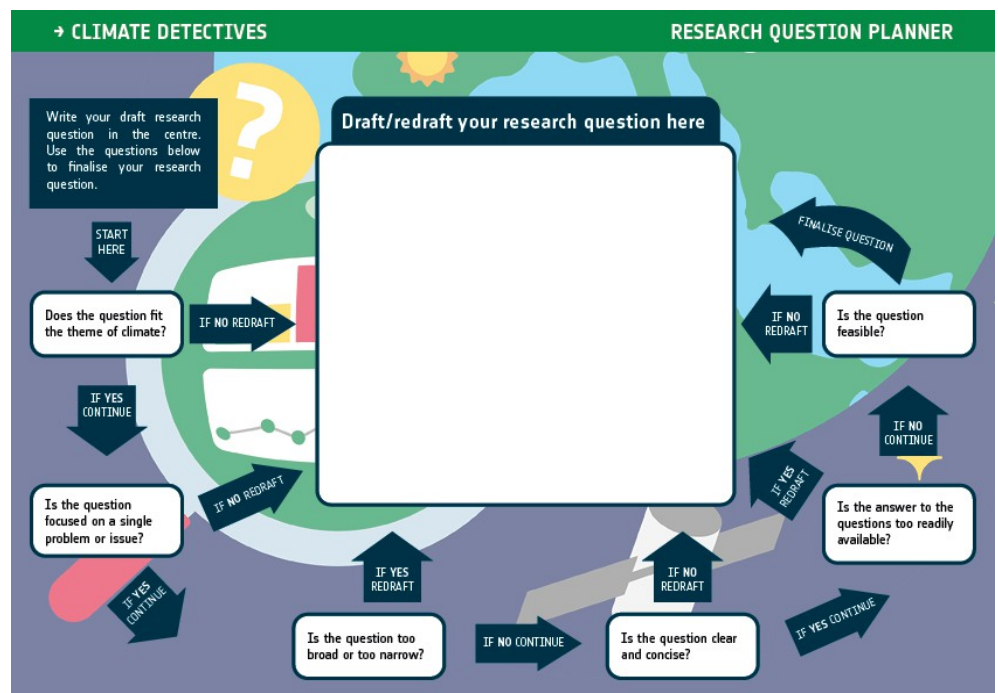 → CLIMATE DETECTIVES
RESEARCH QUESTION PLANNER
Write your draft research
question in the centre.
Use the questions below
to finalise your research
question.
?
Draft/redraft your research question here
START
HERE
Does the question fit
the theme of climate?
IF NO REDRAFT
IF YES
CONTINUE
Is the question
focused on a single
problem or issue?
IF NO REDRAFT
IF YES
CONTINUE
Is the question too
broad or too narrow?
IF YES
REDRAFT
IF NO CONTINUE
Is the question clear
and concise?
IF NO
REDRAFT
IF YES CONTINUE
Is the answer to the
questions too readily
available?
IF YES
REDRAFT
IF NO
CONTINUE
Is the question
feasible?
IF NO
REDRAFT
FINALISE QUESTION